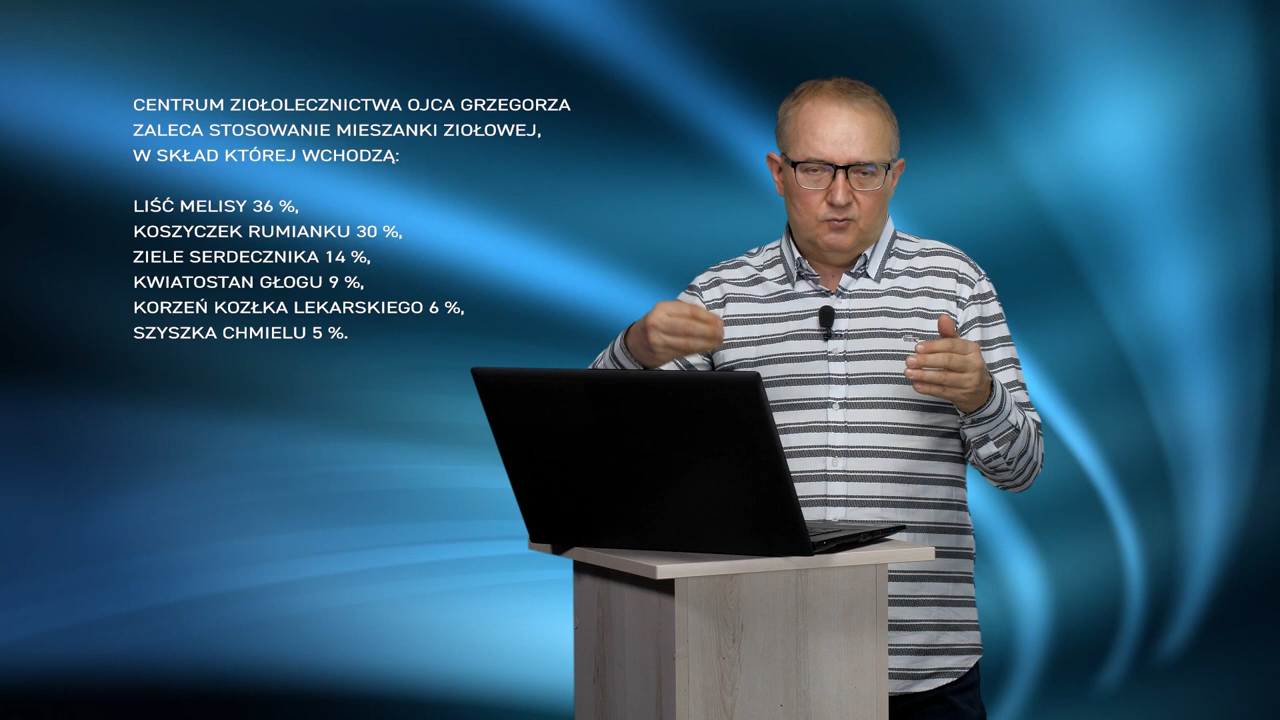 CENTRUM ZIOŁOLECZNICTWA OJCA GRZEGORZA
ZALECA STOSOWANIE MIESZANKI ZIOŁOWEJ,
W SKŁAD KTÓREJ WCHODZĄ:
LIŚĆ MELISY 36 %,
KOSZYCZEK RUMIANKU 30 %,
ZIELE SERDECZNIKA 14 %,
KWIATOSTAN GŁOGU 9 %,
KORZEŃ KOZŁKA LEKARSKIEGO 6 %,
SZYSZKA CHMIELU 5 %.